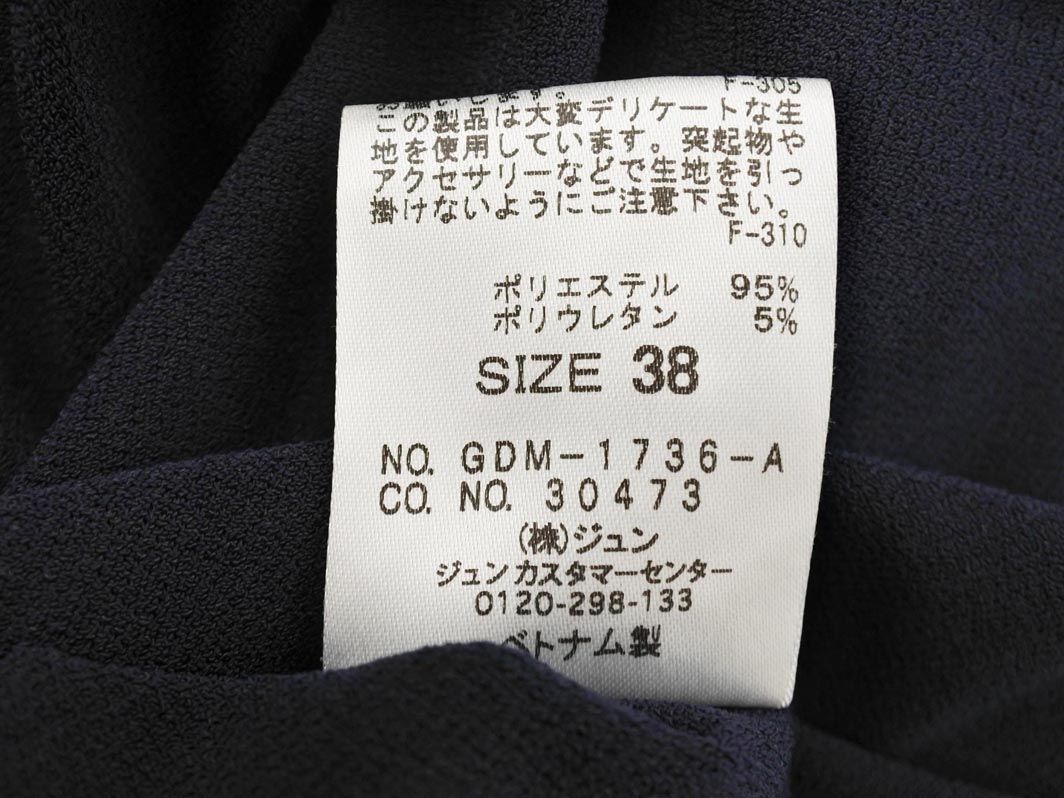 F-305
この製品は大変デリケートな生
地を使用しています。突起物や
アクセサリーなどで生地を引っ
掛けないようにご注意下さい。
F-310
ポリエステル 95%
ポリウレタン 5%
SIZE 38
NO. GDM-1736-A
CO. NO. 30473
(株)ジュン
ジュンカスタマーセンター
0120-298-133
ベトナム製